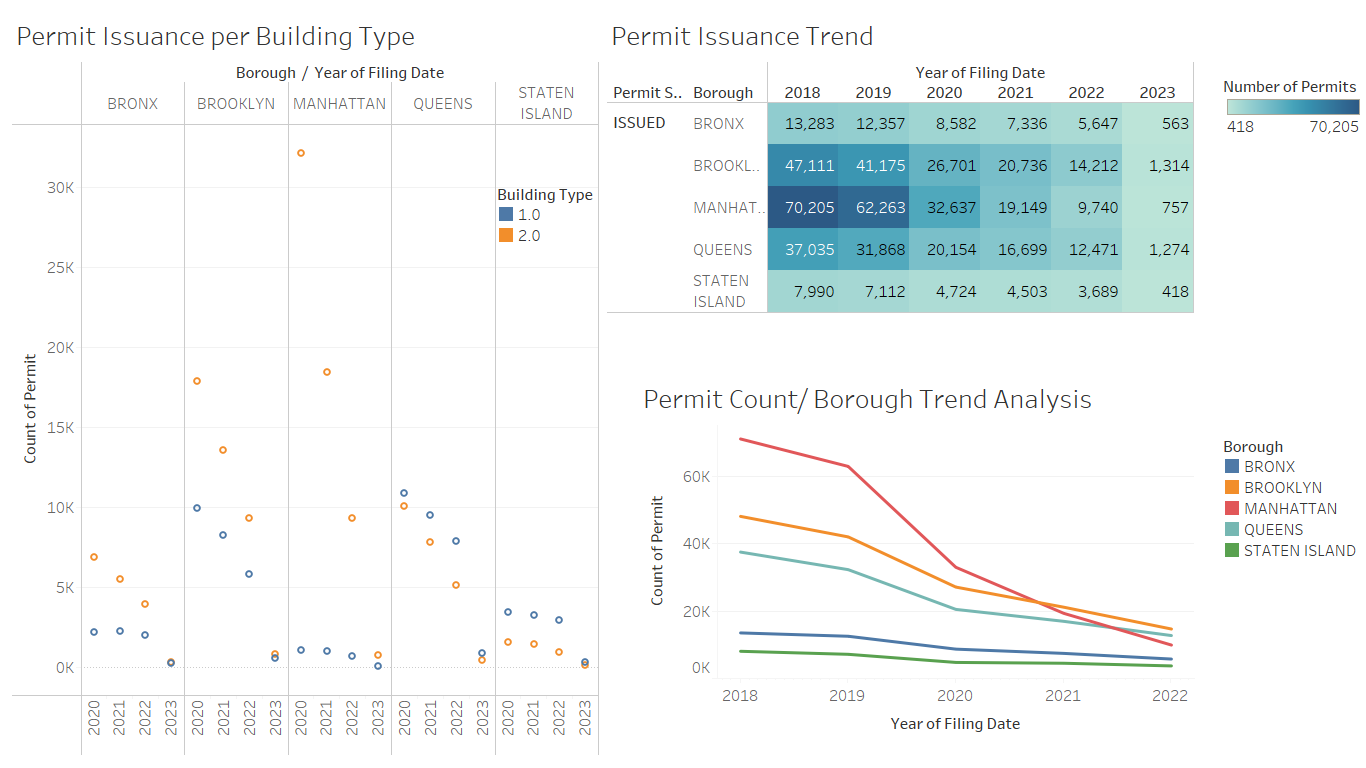 Permit Issuance per Building Type
Borough / Year of Filing Date
BRONX BROOKLYN MANHATTAN QUEENS STATEN ISLAND
Count of Permit
30K
25K
20K
15K
10K
5K
0K
Building Type
1.0
2.0
2020 2021 2022 2023 2020 2021 2022 2023 2020 2021 2022 2023 2020 2021 2022 2023 2020 2021 2022 2023
Permit Issuance Trend
Year of Filing Date
Permit S.. Borough 2018 2019 2020 2021 2022 2023
ISSUED BRONX 13,283 12,357 8,582 7,336 5,647 563
BROOKL.. 47,111 41,175 26,701 20,736 14,212 1,314
MANHAT.. 70,205 62,263 32,637 19,149 9,740 757
QUEENS 37,035 31,868 20,154 16,699 12,471 1,274
STATEN ISLAND 7,990 7,112 4,724 4,503 3,689 418
Number of Permits
418 70,205
Permit Count/ Borough Trend Analysis
Count of Permit
60K
40K
20K
0K
2018 2019 2020 2021 2022
Year of Filing Date
Borough
BRONX
BROOKLYN
MANHATTAN
QUEENS
STATEN ISLAND